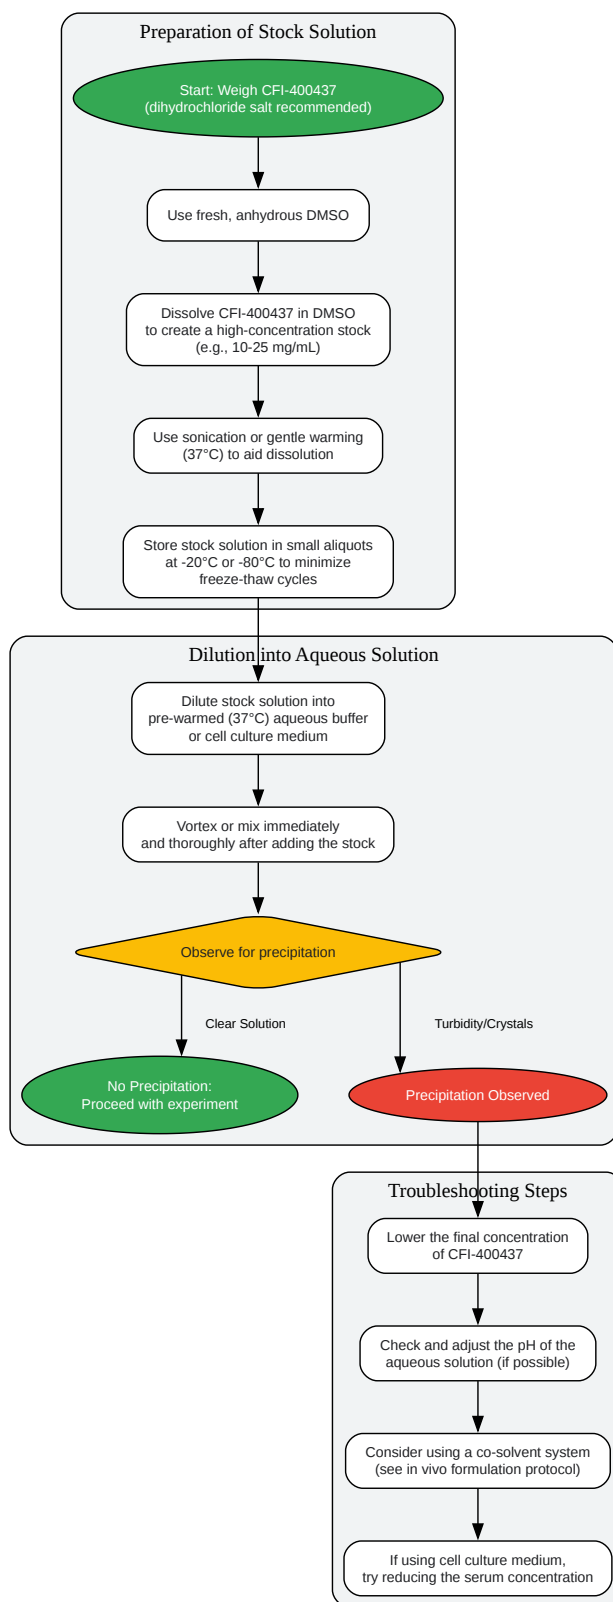 Preparation of Stock Solution
Start: Weigh CFI-400437
(dihydrochloride salt recommended)
Use fresh, anhydrous DMSO
Dissolve CFI-400437 in DMSO
to create a high-concentration stock
(e.g., 10-25 mg/mL)
Use sonication or gentle warming
(37°C) to aid dissolution
Store stock solution in small aliquots
at -20°C or -80°C to minimize
freeze-thaw cycles
Dilution into Aqueous Solution
Dilute stock solution into
pre-warmed (37°C) aqueous buffer
or cell culture medium
Vortex or mix immediately
and thoroughly after adding the stock
Observe for precipitation
Clear Solution
Turbidity/Crystals
No Precipitation:
Proceed with experiment
Precipitation Observed
Troubleshooting Steps
Lower the final concentration
of CFI-400437
Check and adjust the pH of the
aqueous solution (if possible)
Consider using a co-solvent system
(see in vivo formulation protocol)
If using cell culture medium,
try reducing the serum concentration